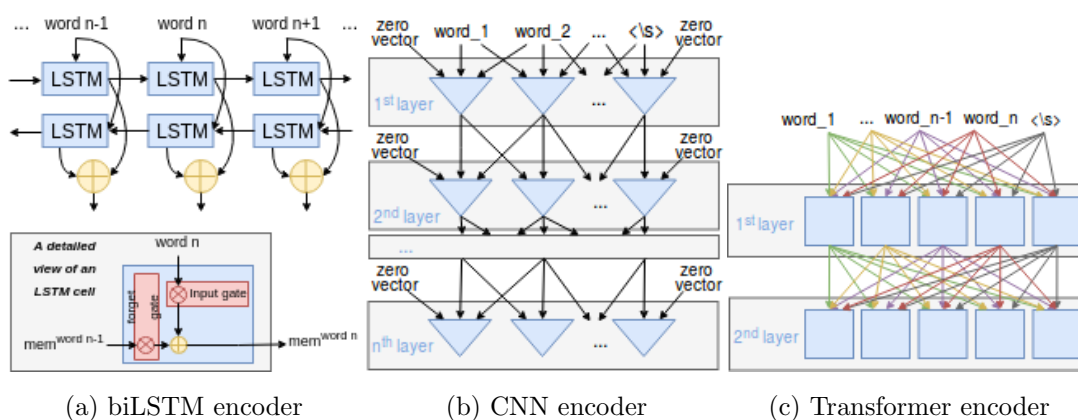 ... word n-1 word n word n+1 ...
LSTM LSTM LSTM
LSTM LSTM LSTM
A detailed
view of an
LSTM cell
word n
forget
gate
Input gate
mem^word n-1
mem^word n
(a) biLSTM encoder
zero
vector
word_1 word_2 ... <\s>
zero
vector
1st layer
...
zero
vector
zero
vector
2nd layer
...
...
zero
vector
zero
vector
nth layer
...
(b) CNN encoder
word_1 ... word_n-1 word_n <\s>
1st layer
2nd layer
(c) Transformer encoder